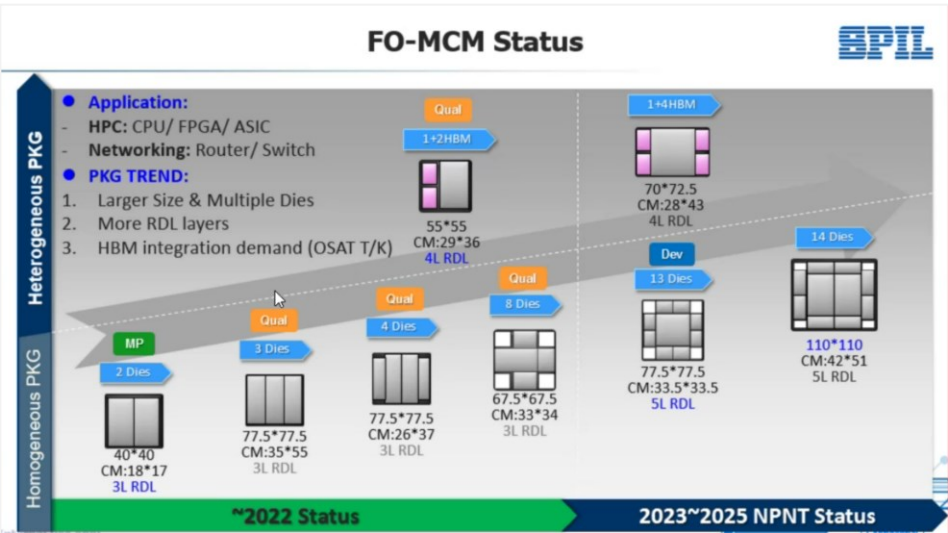 FO-MCM Status
SPIL
Heterogeneous PKG
Homogeneous PKG
● Application:
- HPC: CPU/ FPGA/ ASIC
- Networking: Router/ Switch
● PKG TREND:
1. Larger Size & Multiple Dies
2. More RDL layers
3. HBM integration demand (OSAT T/K)
MP
2 Dies
40*40
CM:18*17
3L RDL
Qual
3 Dies
77.5*77.5
CM:35*55
3L RDL
Qual
4 Dies
77.5*77.5
CM:26*37
3L RDL
Qual
1+2HBM
55*55
CM:29*36
4L RDL
Qual
8 Dies
67.5*67.5
CM:33*34
3L RDL
1+4HBM
70*72.5
CM:28*43
4L RDL
Dev
13 Dies
77.5*77.5
CM:33.5*33.5
5L RDL
14 Dies
110*110
CM:42*51
5L RDL
~2022 Status
2023~2025 NPNT Status